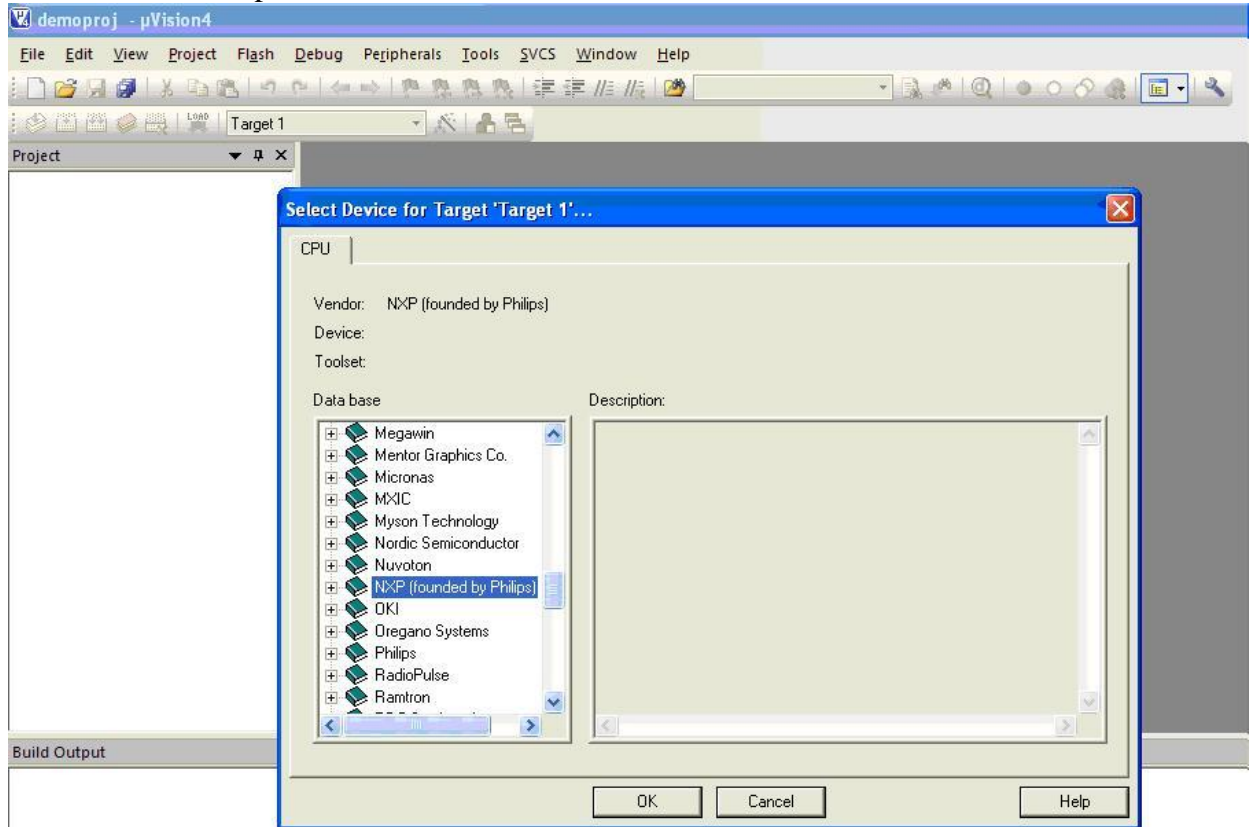 demoproj - µVision4
File Edit View Project Flash Debug Peripherals Tools SVCS Window Help
LOAD Target 1
Project
Select Device for Target 'Target 1'...
CPU
Vendor: NXP (founded by Philips)
Device:
Toolset:
Data base Description:
Megawin
Mentor Graphics Co.
Micronas
MXIC
Myson Technology
Nordic Semiconductor
Nuvoton
NXP (founded by Philips)
OKI
Oregano Systems
Philips
RadioPulse
Ramtron
Build Output
OK Cancel Help